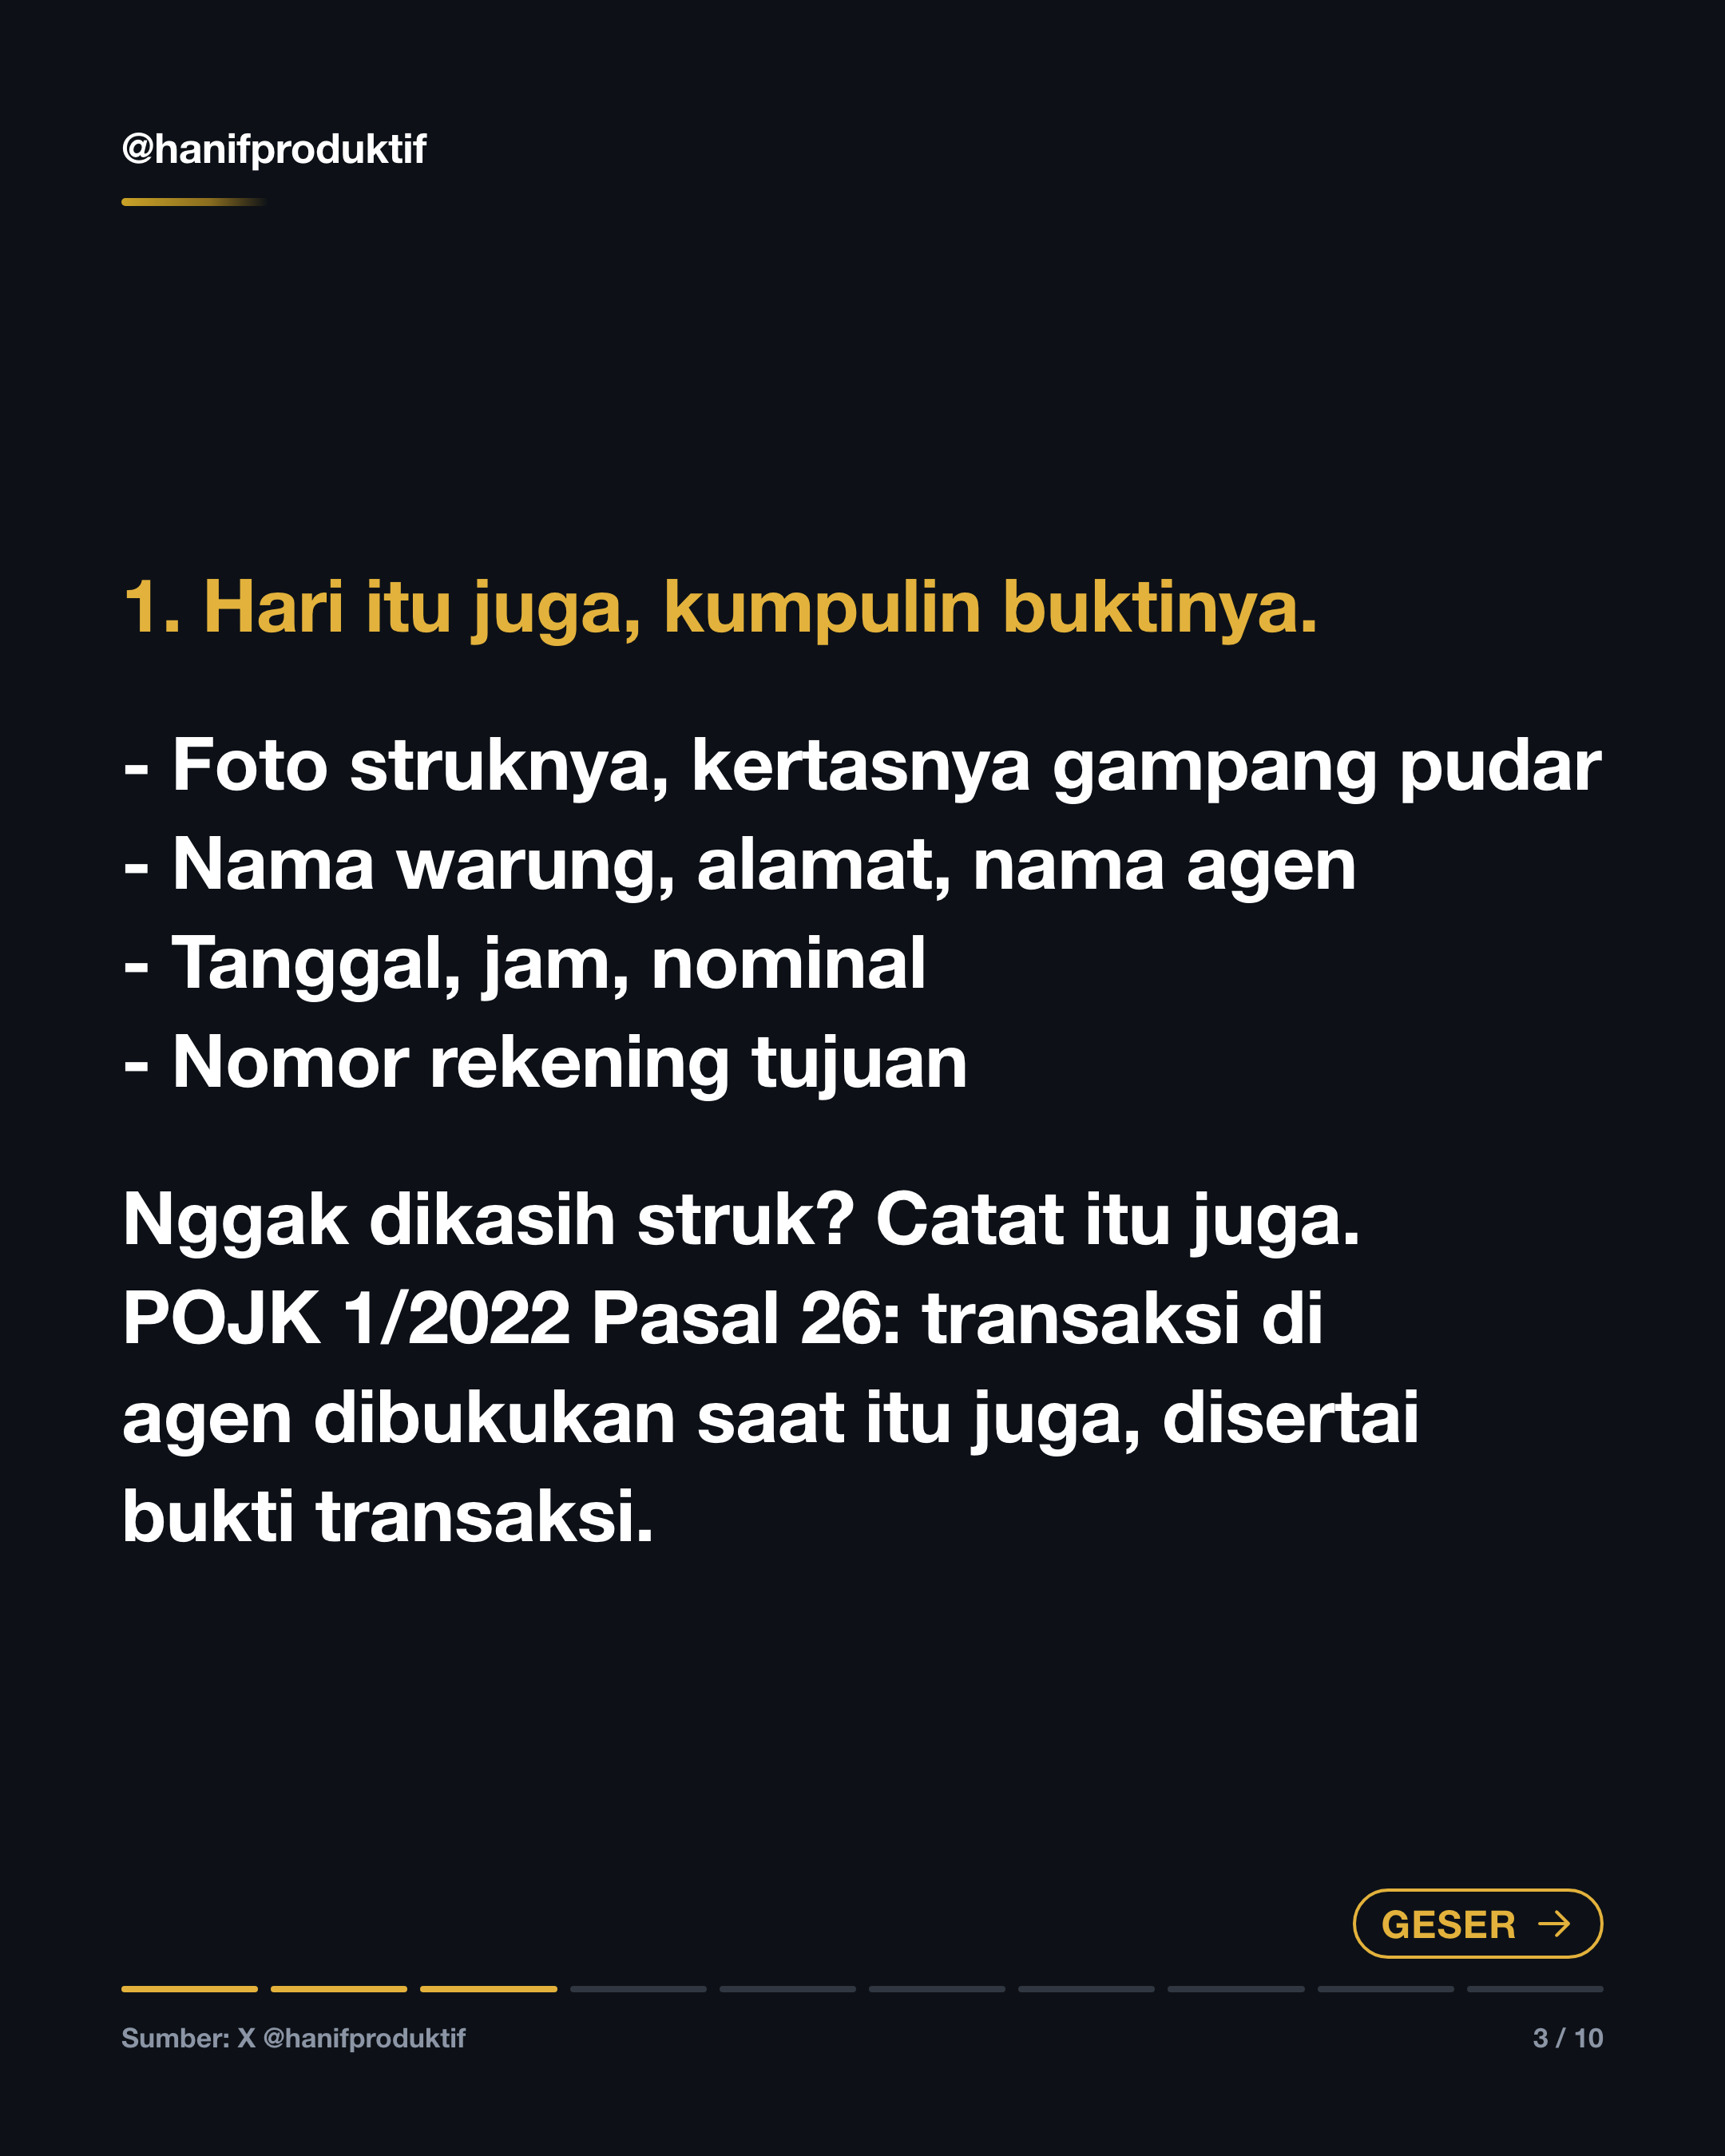 @hanifproduktif
1. Hari itu juga, kumpulin buktinya.
- Foto struknya, kertasnya gampang pudar
- Nama warung, alamat, nama agen
- Tanggal, jam, nominal
- Nomor rekening tujuan
Nggak dikasih struk? Catat itu juga.
POJK 1/2022 Pasal 26: transaksi di
agen dibukukan saat itu juga, disertai
bukti transaksi.
GESER →
Sumber: X @hanifproduktif
3 / 10